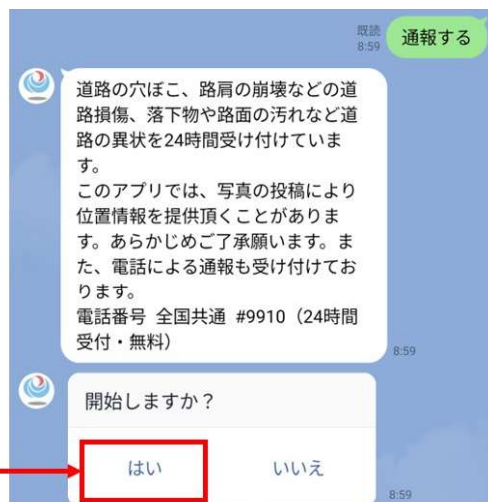 既読
8:59
通報する
道路の穴ぼこ、路肩の崩壊などの道
路損傷、落下物や路面の汚れなど道
路の異状を24時間受け付けていま
す。
このアプリでは、写真の投稿により
位置情報を提供頂くことがありま
す。あらかじめご了承願います。ま
た、電話による通報も受け付けてお
ります。
電話番号 全国共通 #9910（24時間
受付・無料）
8:59
開始しますか？
はい
いいえ
8:59